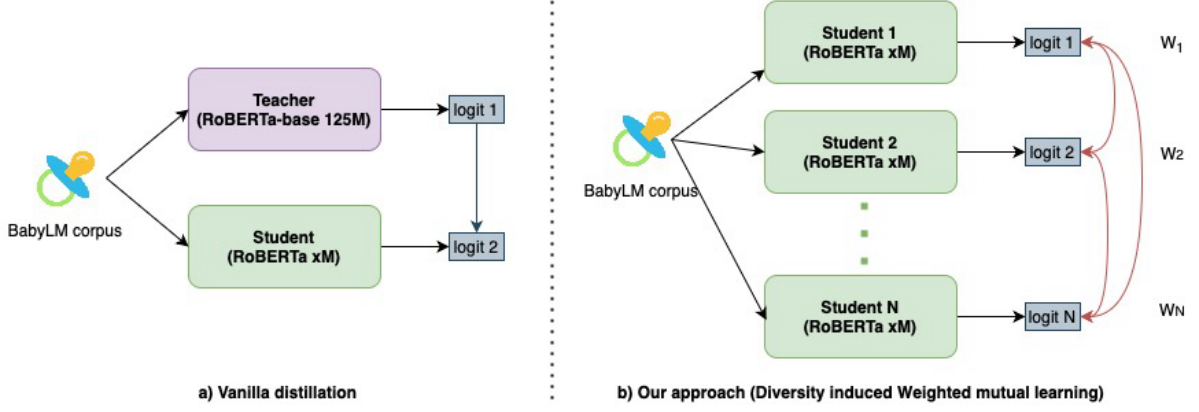 Teacher
(RoBERTa-base 125M)
logit 1
BabyLM corpus
Student
(RoBERTa xM)
logit 2
a) Vanilla distillation
Student 1
(RoBERTa xM)
logit 1
W1
Student 2
(RoBERTa xM)
logit 2
W2
BabyLM corpus
Student N
(RoBERTa xM)
logit N
WN
b) Our approach (Diversity induced Weighted mutual learning)